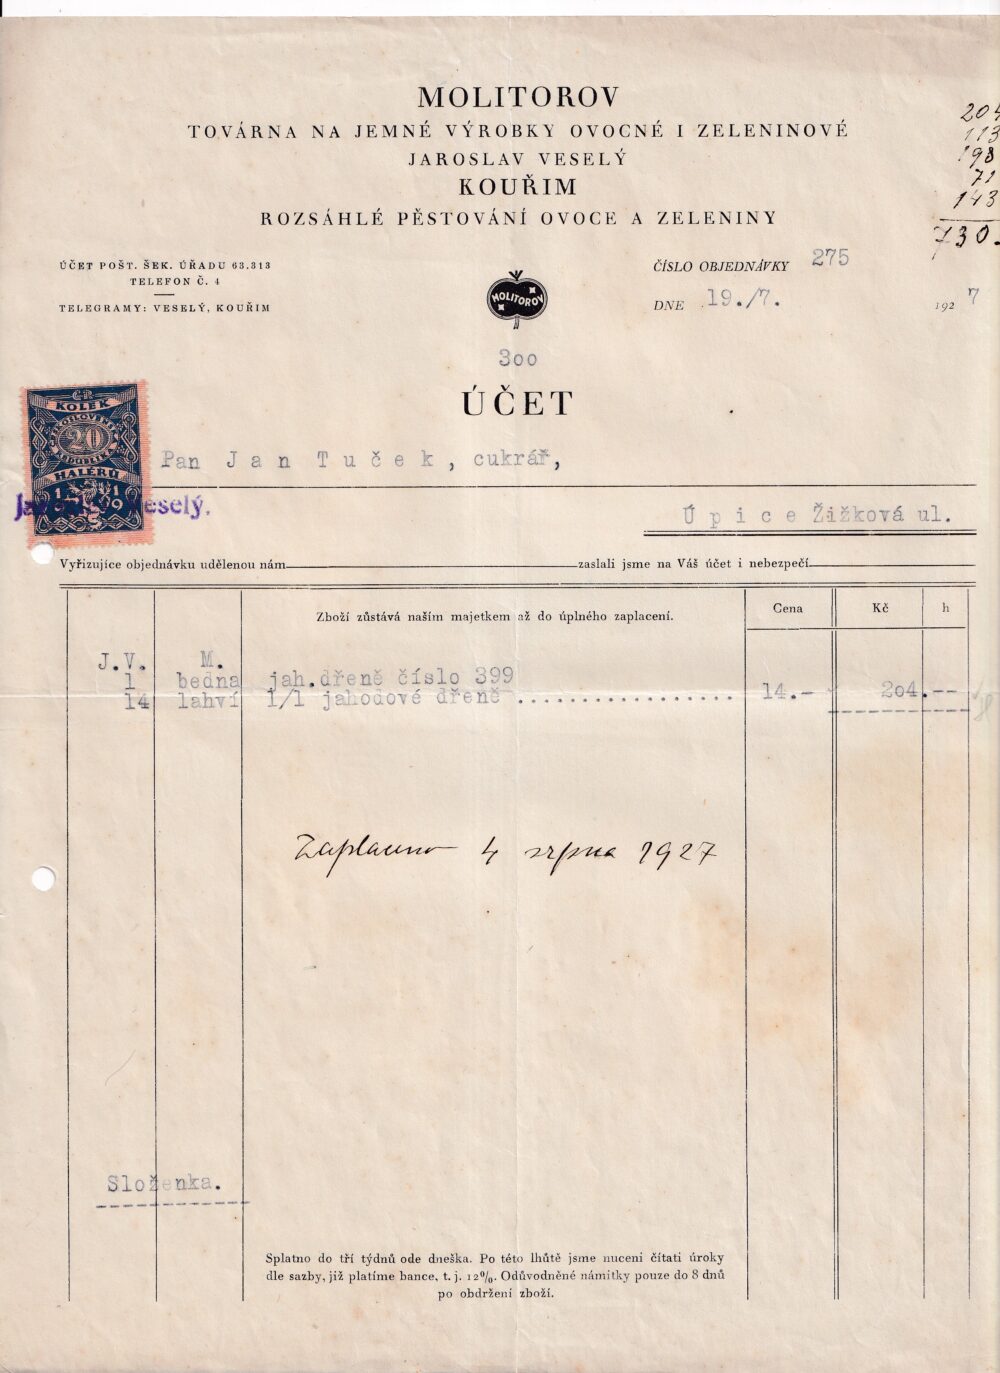 MOLITOROV
TOVÁRNA NA JEMNÉ VÝROBKY OVOCNÉ I ZELENINOVÉ
JAROSLAV VESELÝ
KOUŘIM
ROZSÁHLÉ PĚSTOVÁNÍ OVOCE A ZELENINY
204
113
198
71
143
730.
ÚČET POŠT. ŠEK. ÚŘADU 63.313
TELEFON Č. 4
TELEGRAMY: VESELÝ, KOUŘIM
MOLITOROV
ČÍSLO OBJEDNÁVKY 275
DNE 19./7. 1927
300
ÚČET
ČR
KOLEK
ČESKOSLOVENSKÁ
20
REPUBLIKA
HALÉŘŮ
1919
Pan Jan Tuček, cukrář,
Veselý.
Úpice Žižková ul.
Vyřizujíce objednávku udělenou nám zaslali jsme na Váš účet i nebezpečí
Zboží zůstává naším majetkem až do úplného zaplacení. Cena Kč h
J.V. M.
1 bedna jah.dřeně číslo 399
14 lahví 1/1 jahodové dřeně .................. 14.- 204.--
Zaplaceno 4 srpna 1927
Složenka.
Splatno do tří týdnů ode dneška. Po této lhůtě jsme nuceni čítati úroky
dle sazby, již platíme bance, t. j. 12%. Odůvodněné námitky pouze do 8 dnů
po obdržení zboží.